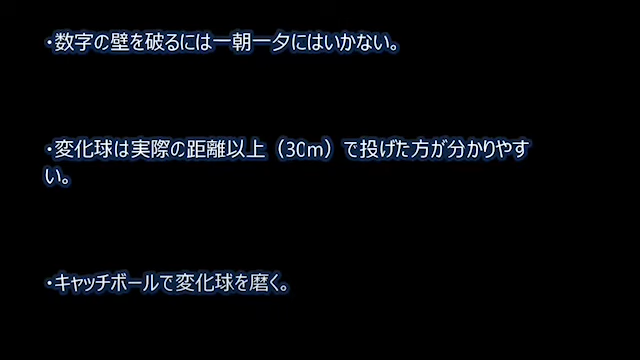 ・数字の壁を破るには一朝一夕にはいかない。
・変化球は実際の距離以上（30m）で投げた方が分かりやす
い。
・キャッチボールで変化球を磨く。